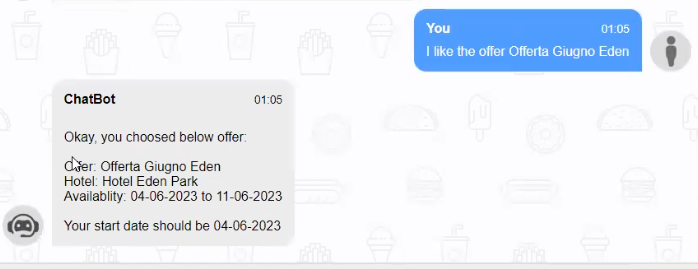 You 01:05
I like the offer Offerta Giugno Eden
ChatBot 01:05
Okay, you choosed below offer:
Offer: Offerta Giugno Eden
Hotel: Hotel Eden Park
Availablity: 04-06-2023 to 11-06-2023
Your start date should be 04-06-2023